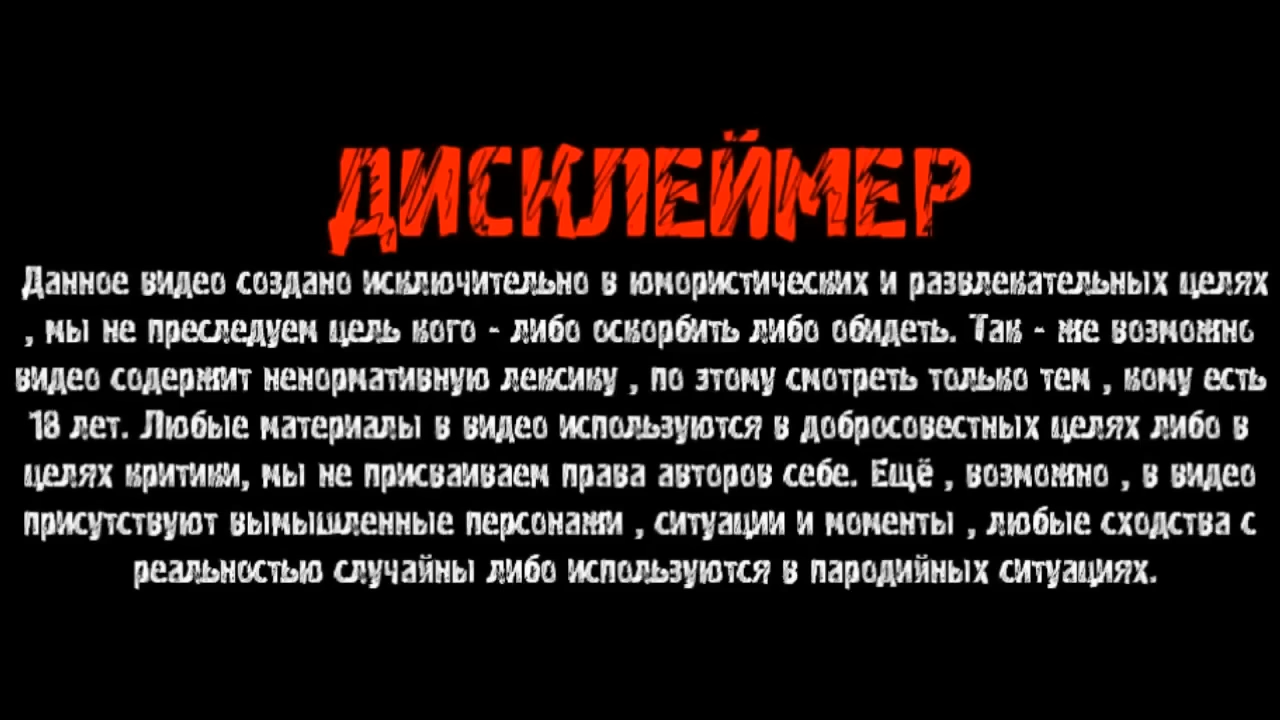 ДИСКЛЕЙМЕР
Данное видео создано исключительно в юмористических и развлекательных целях
, мы не преследуем цель кого - либо оскорбить либо обидеть. Так - же возможно
видео содержит ненормативную лексику , по этому смотреть только тем , кому есть
18 лет. Любые материалы в видео используются в добросовестных целях либо в
целях критики, мы не присваиваем права авторов себе. Ещё , возможно , в видео
присутствуют вымышленные персонажи , ситуации и моменты , любые сходства с
реальностью случайны либо используются в пародийных ситуациях.